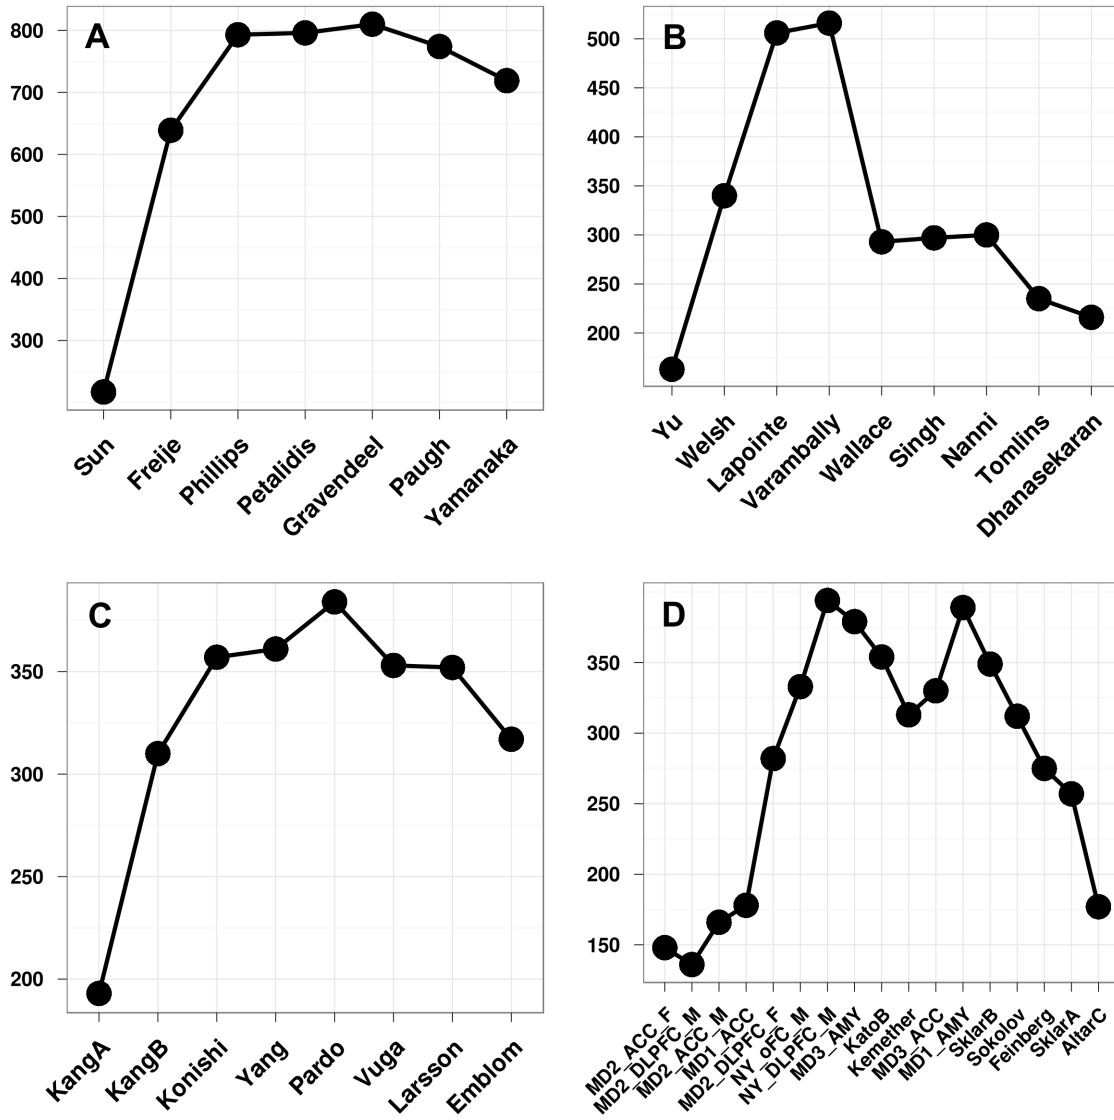 A
800
700
600
500
400
300
Sun
Freije
Phillips
Petalidis
Gravendeel
Paugh
Yamanaka
B
500
450
400
350
300
250
200
Yu
Welsh
Lapointe
Varambally
Wallace
Singh
Nanni
Tomlins
Dhanasekaran
C
350
300
250
200
KangA
KangB
Konishi
Yang
Pardo
Vuga
Larsson
Emblom
D
350
300
250
200
150
MD2_ACC_F
MD2_DLPFC_M
MD2_ACC_M
MD1_ACC
MD2_DLPFC_F
NY_oFC_M
NY_DLPFC_M
MD3_AMY
KatoB
Kemether
MD3_ACC
MD1_AMY
SklarB
Sokolov
Feinberg
SklarA
AltarC